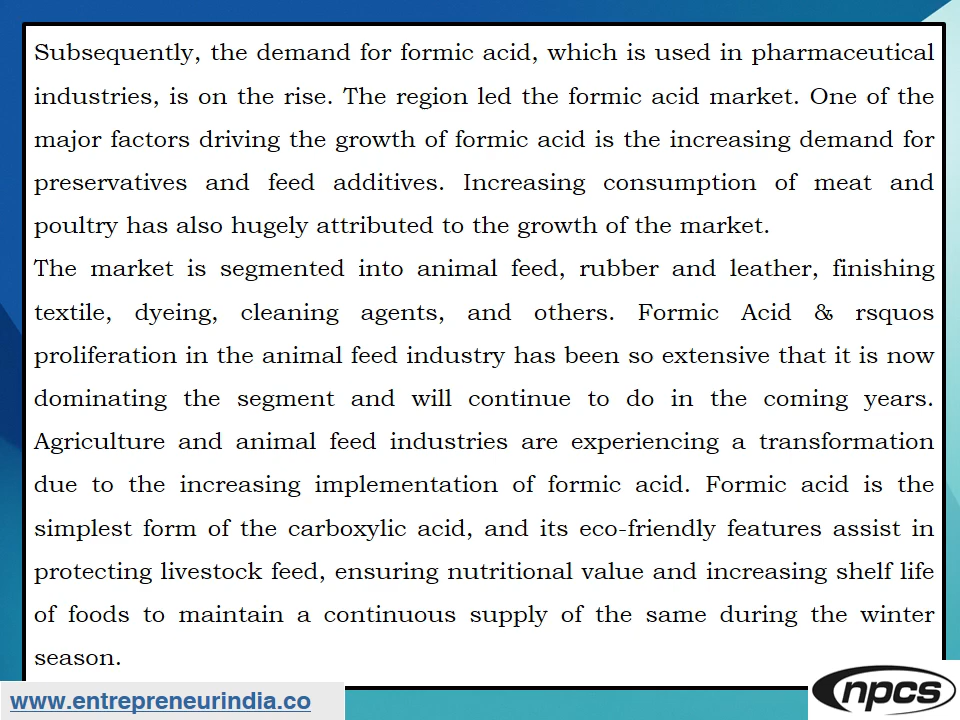 Subsequently, the demand for formic acid, which is used in pharmaceutical
industries, is on the rise. The region led the formic acid market. One of the
major factors driving the growth of formic acid is the increasing demand for
preservatives and feed additives. Increasing consumption of meat and
poultry has also hugely attributed to the growth of the market.
The market is segmented into animal feed, rubber and leather, finishing
textile, dyeing, cleaning agents, and others. Formic Acid & rsquos
proliferation in the animal feed industry has been so extensive that it is now
dominating the segment and will continue to do in the coming years.
Agriculture and animal feed industries are experiencing a transformation
due to the increasing implementation of formic acid. Formic acid is the
simplest form of the carboxylic acid, and its eco-friendly features assist in
protecting livestock feed, ensuring nutritional value and increasing shelf life
of foods to maintain a continuous supply of the same during the winter
season.
www.entrepreneurindia.co
npcs